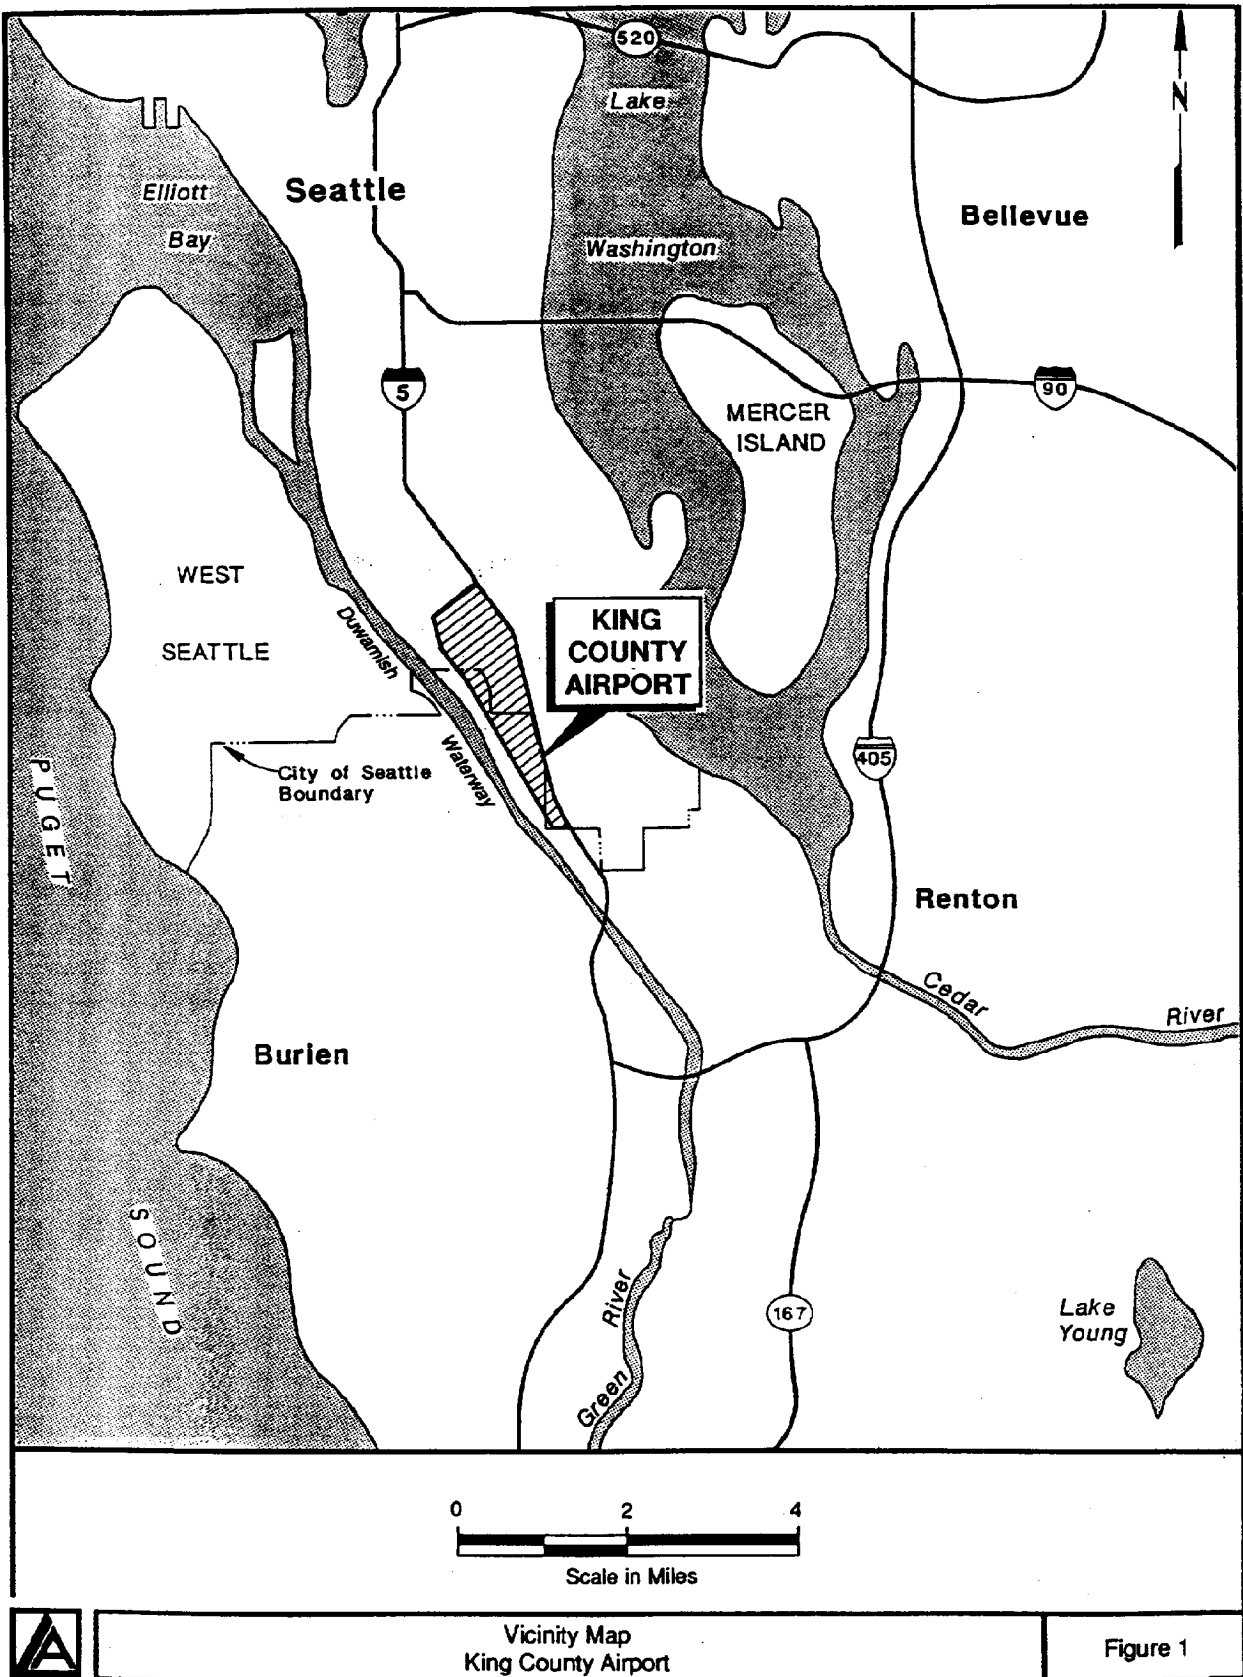 520
Lake
N
Elliott
Bay
Seattle
Bellevue
Washington
5
90
MERCER
ISLAND
WEST
SEATTLE
Duwamish
Waterway
KING
COUNTY
AIRPORT
City of Seattle
Boundary
405
PUGET
SOUND
Renton
Cedar
River
Burien
River
Green
167
Lake
Young
0 2 4
Scale in Miles
Vicinity Map
King County Airport
Figure 1